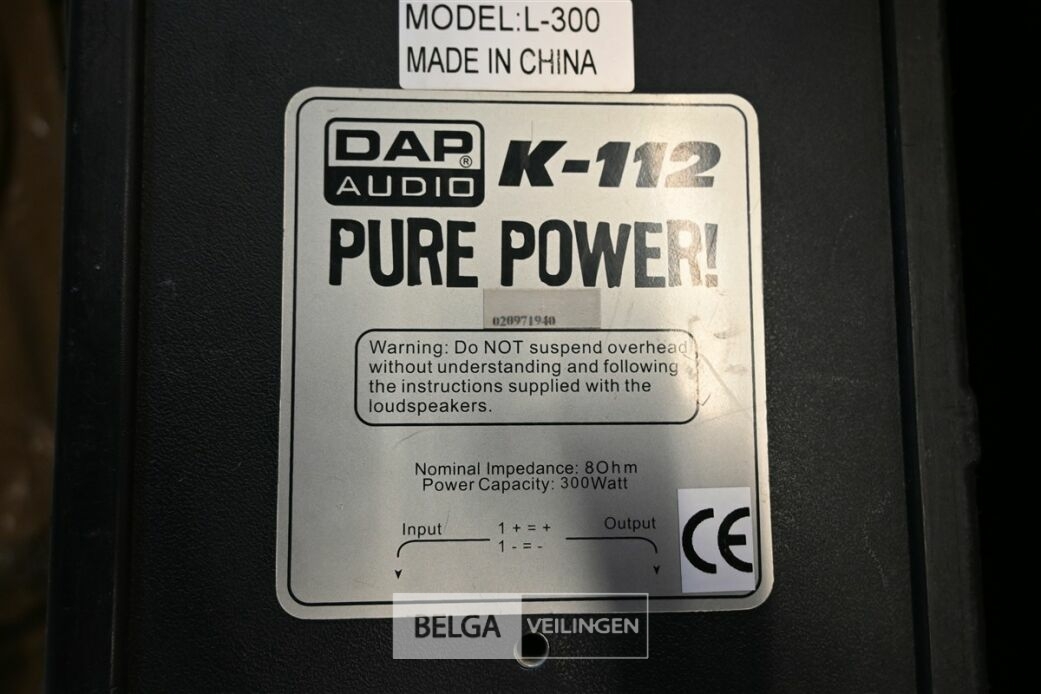 MODEL:L-300
MADE IN CHINA
DAP®
AUDIO
K-112
PURE POWER!
020971940
Warning: Do NOT suspend overhead
without understanding and following
the instructions supplied with the
loudspeakers.
Nominal Impedance: 8Ohm
Power Capacity: 300Watt
Input
1 + = +
1 - = -
Output
CE
BELGA VEILINGEN